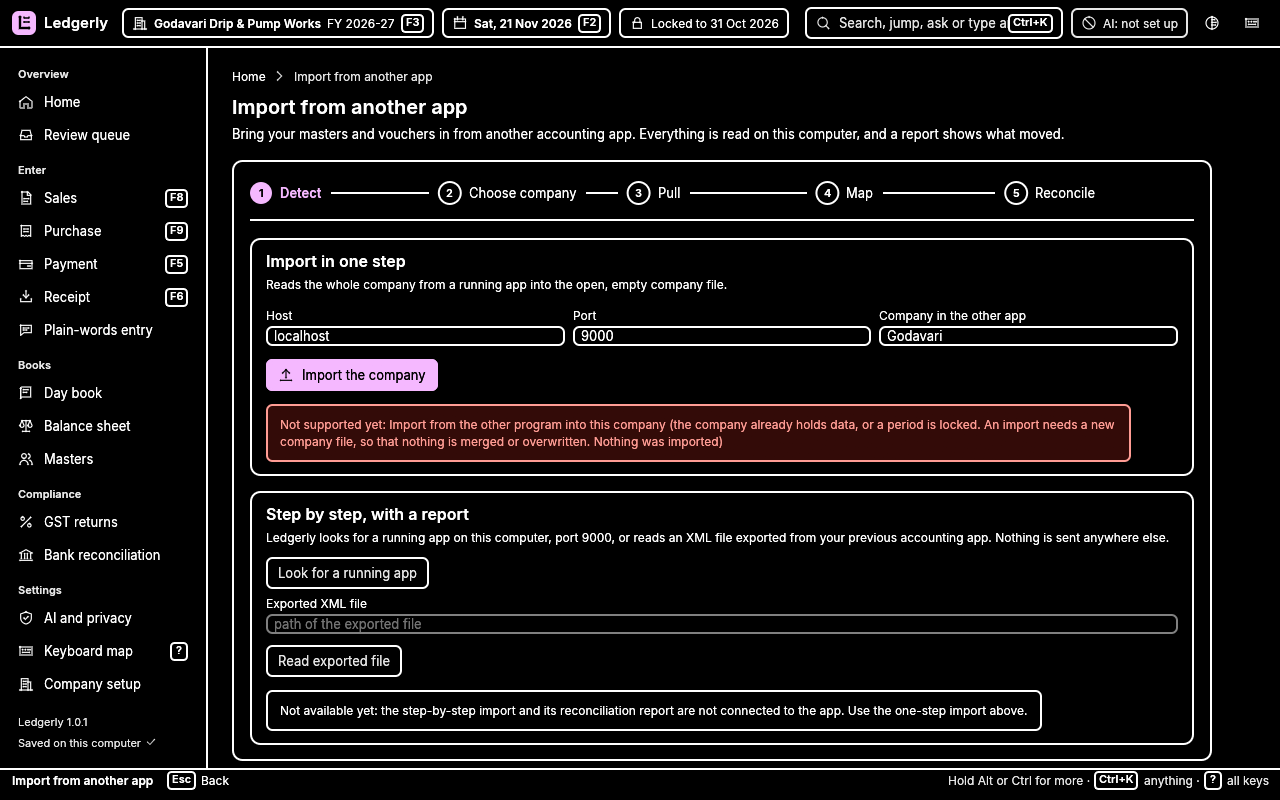 Ledgerly
Godavari Drip & Pump Works FY 2026-27 F3
Sat, 21 Nov 2026 F2
Locked to 31 Oct 2026
Search, jump, ask or type a Ctrl+K
AI: not set up
Overview
Home
Review queue
Enter
Sales F8
Purchase F9
Payment F5
Receipt F6
Plain-words entry
Books
Day book
Balance sheet
Masters
Compliance
GST returns
Bank reconciliation
Settings
AI and privacy
Keyboard map ?
Company setup
Ledgerly 1.0.1
Saved on this computer
Home Import from another app
Import from another app
Bring your masters and vouchers in from another accounting app. Everything is read on this computer, and a report shows what moved.
1 Detect 2 Choose company 3 Pull 4 Map 5 Reconcile
Import in one step
Reads the whole company from a running app into the open, empty company file.
Host Port Company in the other app
localhost 9000 Godavari
Import the company
Not supported yet: Import from the other program into this company (the company already holds data, or a period is locked. An import needs a new
company file, so that nothing is merged or overwritten. Nothing was imported)
Step by step, with a report
Ledgerly looks for a running app on this computer, port 9000, or reads an XML file exported from your previous accounting app. Nothing is sent anywhere else.
Look for a running app
Exported XML file
path of the exported file
Read exported file
Not available yet: the step-by-step import and its reconciliation report are not connected to the app. Use the one-step import above.
Import from another app Esc Back
Hold Alt or Ctrl for more · Ctrl+K anything · ? all keys